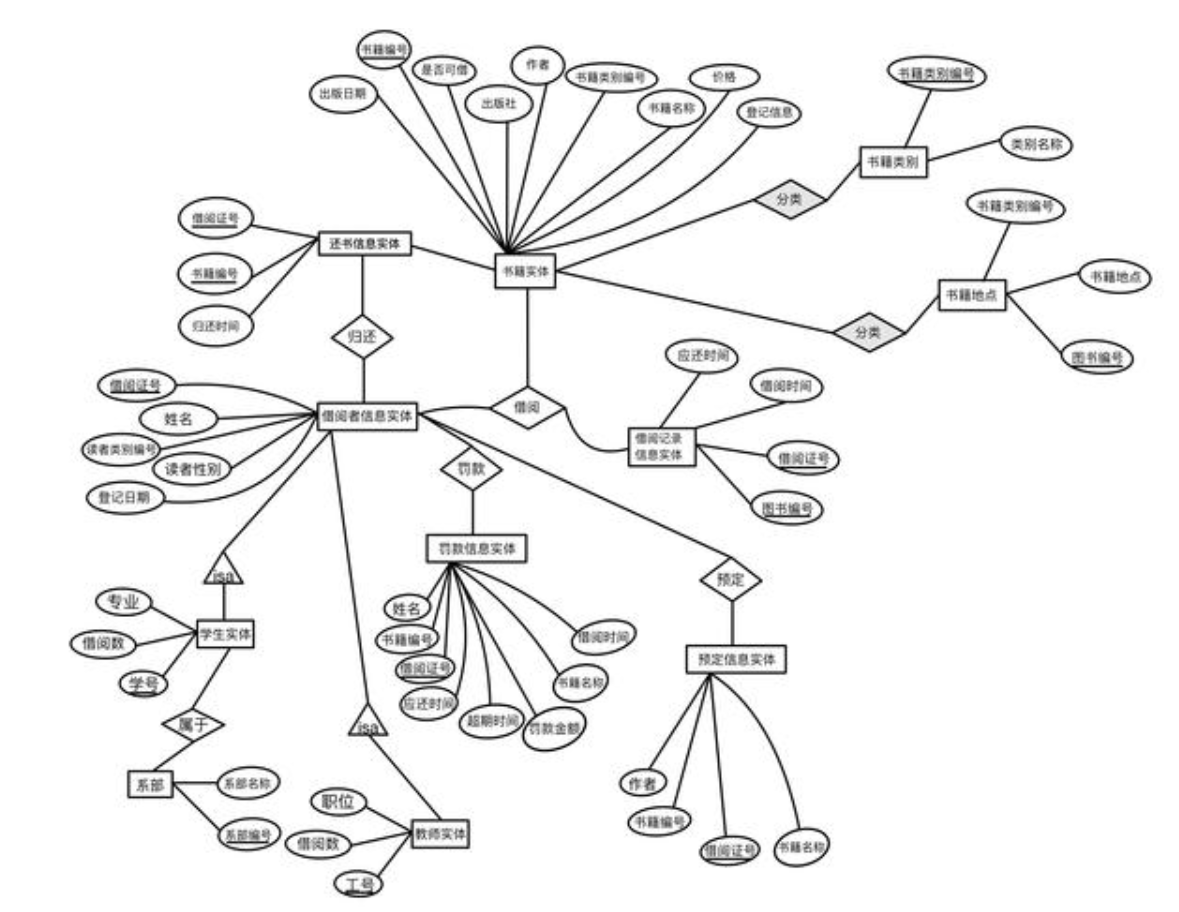 书籍编号
是否可借
作者
书籍类别编号
价格
书籍类别编号
出版日期
出版社
书籍名称
登记信息
类别名称
书籍类别
分类
书籍类别编号
借阅证号
还书信息实体
书籍编号
书籍实体
书籍地点
书籍地点
归还时间
归还
分类
应还时间
图书编号
借阅证号
借阅时间
姓名
借阅者信息实体
借阅
读者类别编号
借阅记录
信息实体
读者性别
罚款
借阅证号
登记日期
图书编号
罚款信息实体
isa
预定
专业
姓名
借阅数
学生实体
书籍编号
借阅时间
借阅证号
预定信息实体
学号
应还时间
书籍名称
属于
isa
超期时间
罚款金额
系部
系部名称
作者
职位
书籍编号
系部编号
借阅数
教师实体
借阅证号
书籍名称
工号